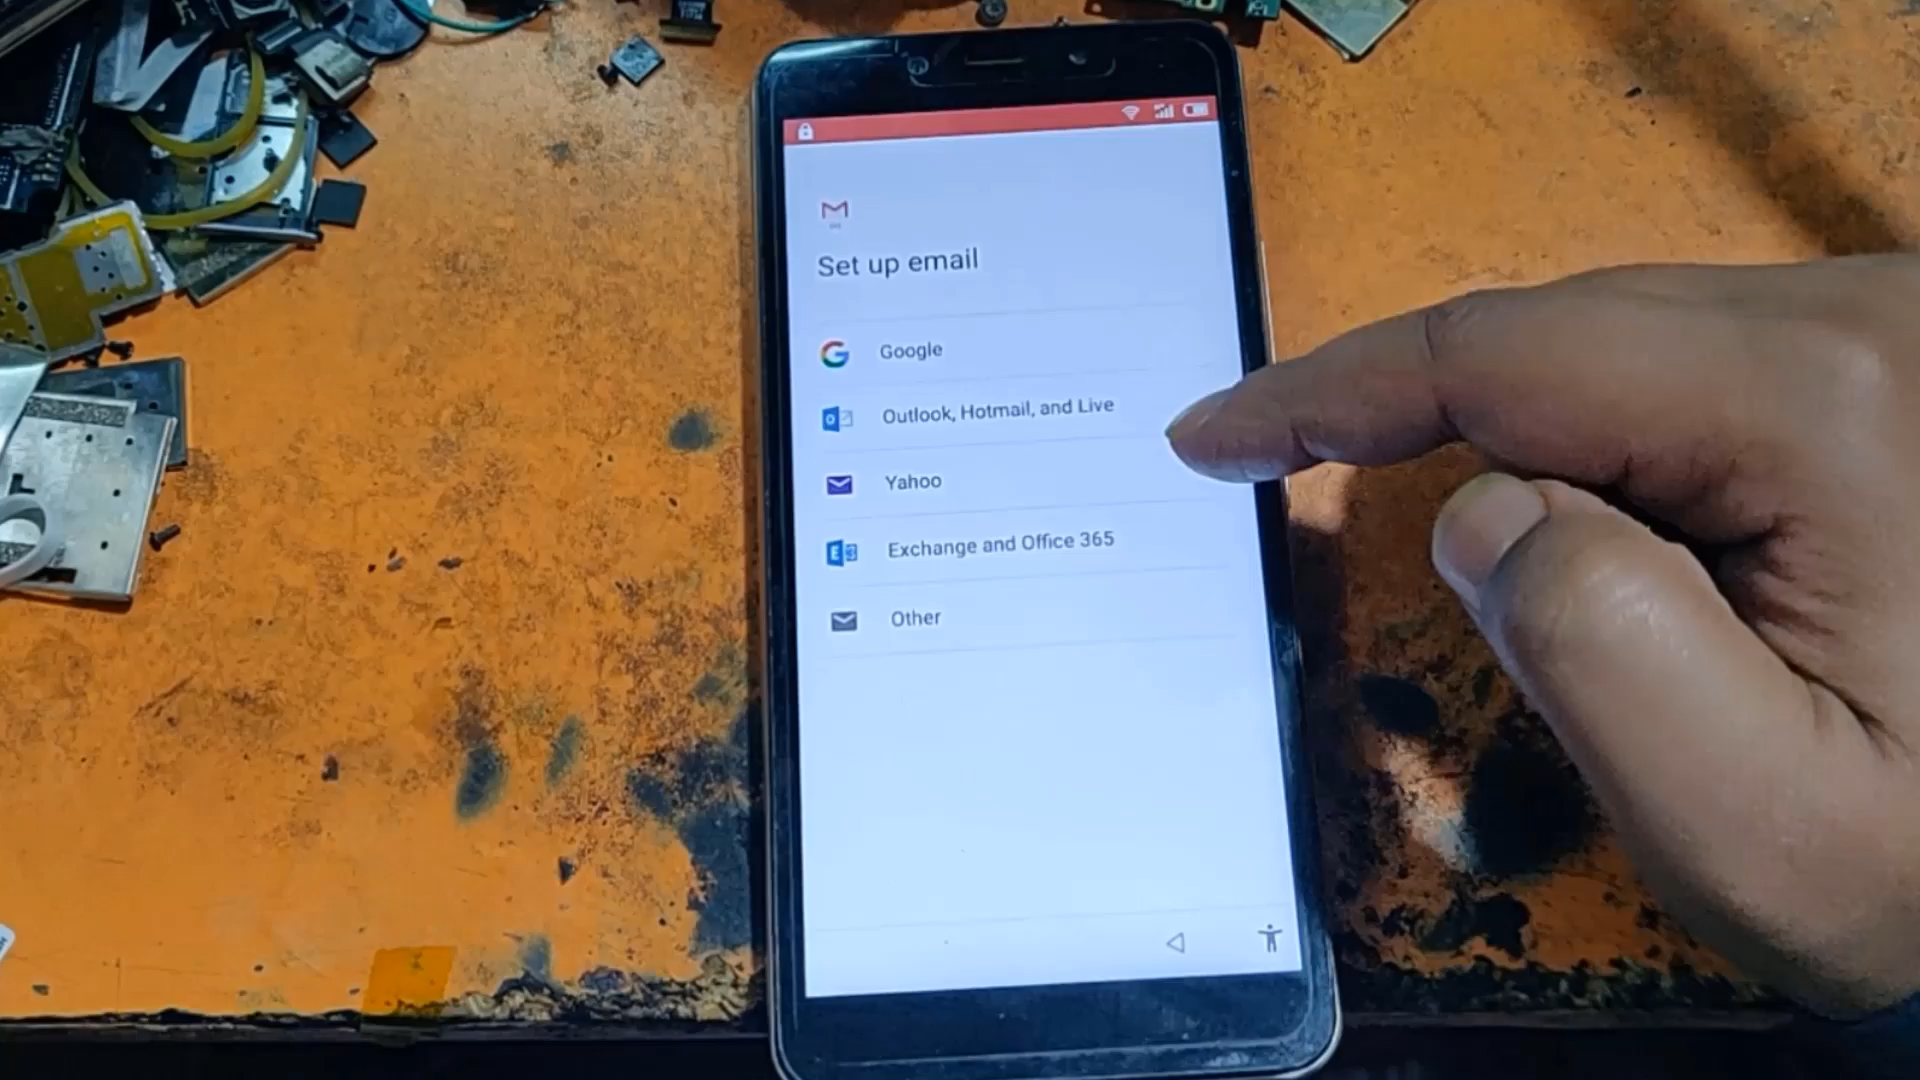 Set up email
Google
Outlook, Hotmail, and Live
Yahoo
Exchange and Office 365
Other